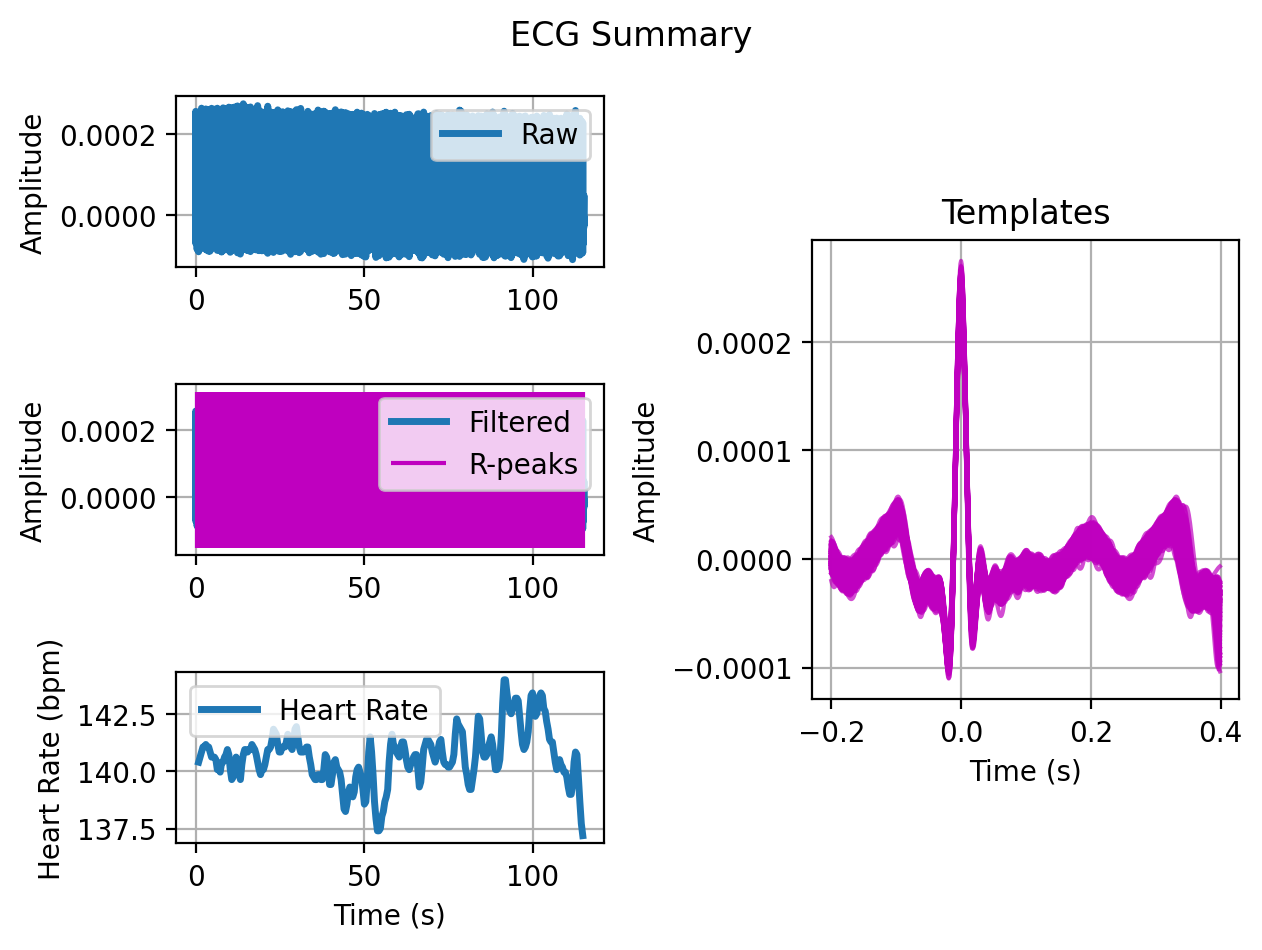 ECG Summary
Amplitude
0.0002
0.0000
Raw
0 50 100
Amplitude
0.0002
0.0000
Filtered
R-peaks
0 50 100
Heart Rate (bpm)
142.5
140.0
137.5
Heart Rate
0 50 100
Time (s)
Templates
Amplitude
0.0002
0.0001
0.0000
−0.0001
−0.2 0.0 0.2 0.4
Time (s)